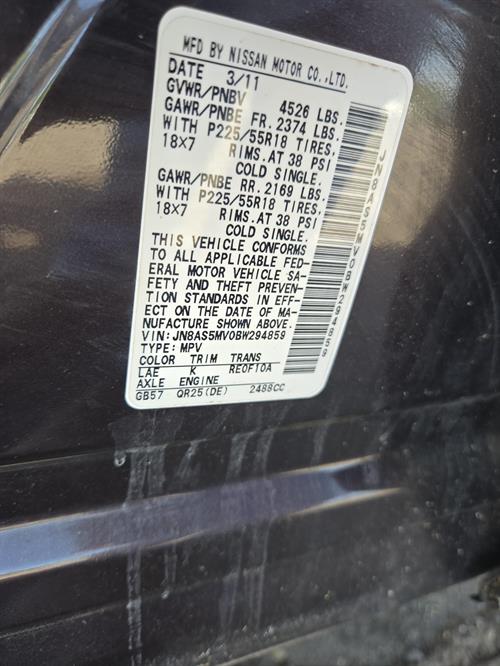 MFD BY NISSAN MOTOR CO.,LTD.
DATE 3/11
GVWR/PNBV 4526 LBS.
GAWR/PNBE FR. 2374 LBS.
WITH P225/55R18 TIRES,
18X7 RIMS.AT 38 PSI
COLD SINGLE.
GAWR/PNBE RR. 2169 LBS.
WITH P225/55R18 TIRES,
18X7 RIMS.AT 38 PSI
COLD SINGLE.
THIS VEHICLE CONFORMS
TO ALL APPLICABLE FED-
ERAL MOTOR VEHICLE SA-
FETY AND THEFT PREVEN-
TION STANDARDS IN EFF-
ECT ON THE DATE OF MA-
NUFACTURE SHOWN ABOVE.
VIN:JN8AS5MV0BW294859
TYPE:MPV
COLOR TRIM TRANS
LAE K RE0F10A
AXLE ENGINE
GB57 QR25(DE) 2488CC
JN8AS5MV0BW294859